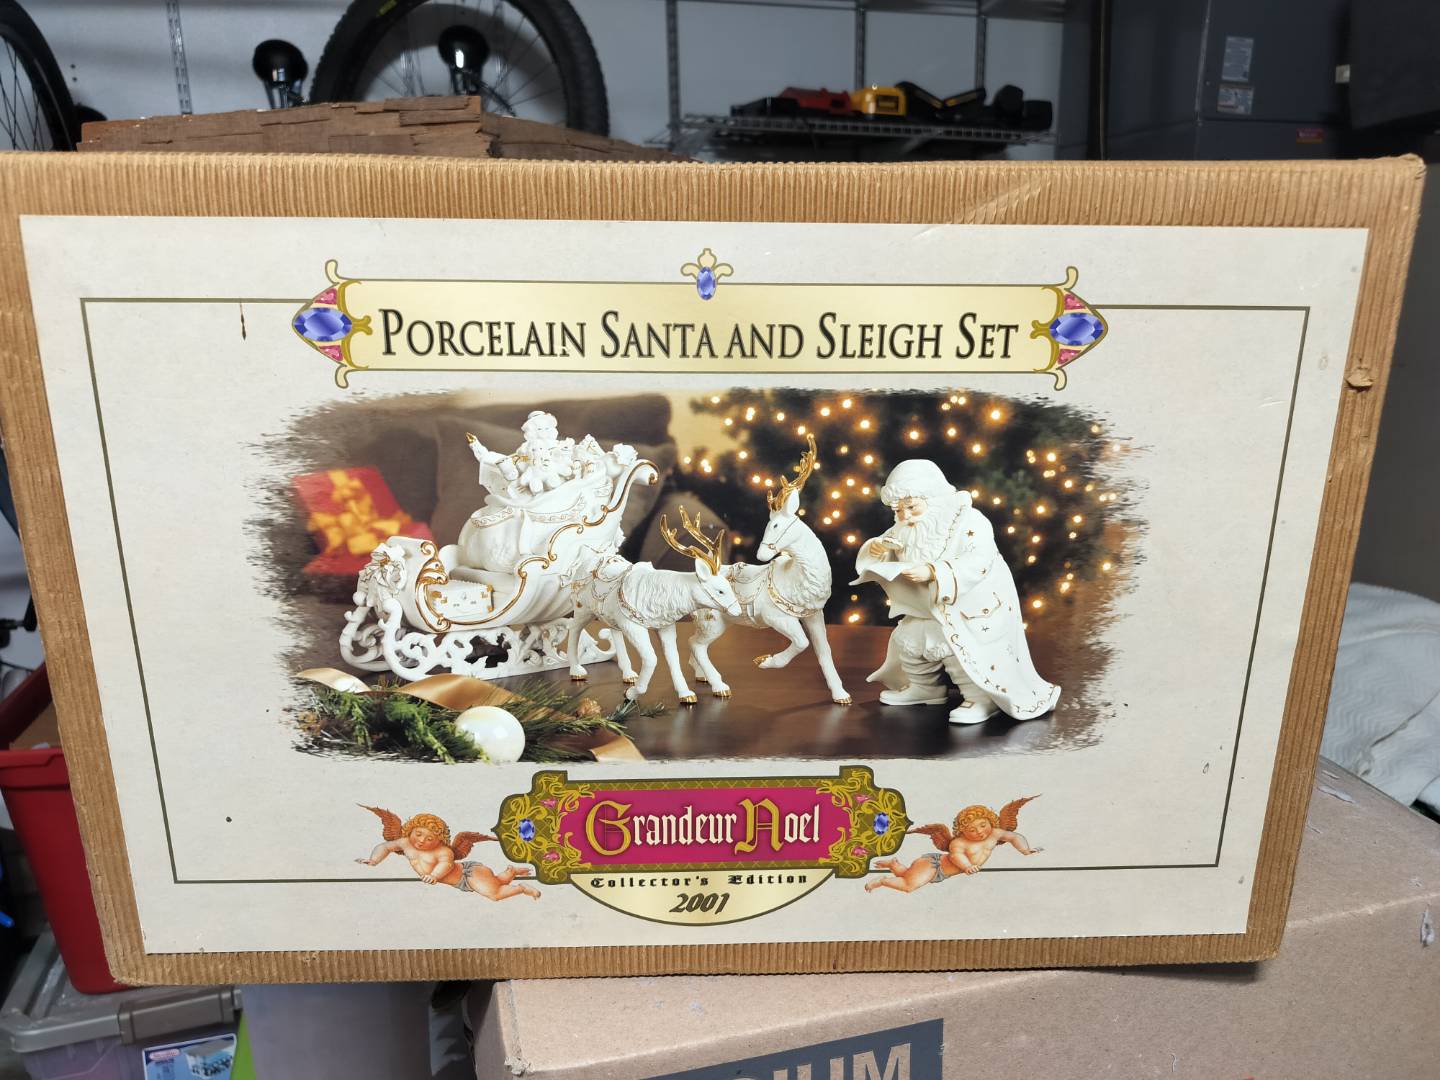 PORCELAIN SANTA AND SLEIGH SET
Grandeur Noel
Collector's Edition
2001